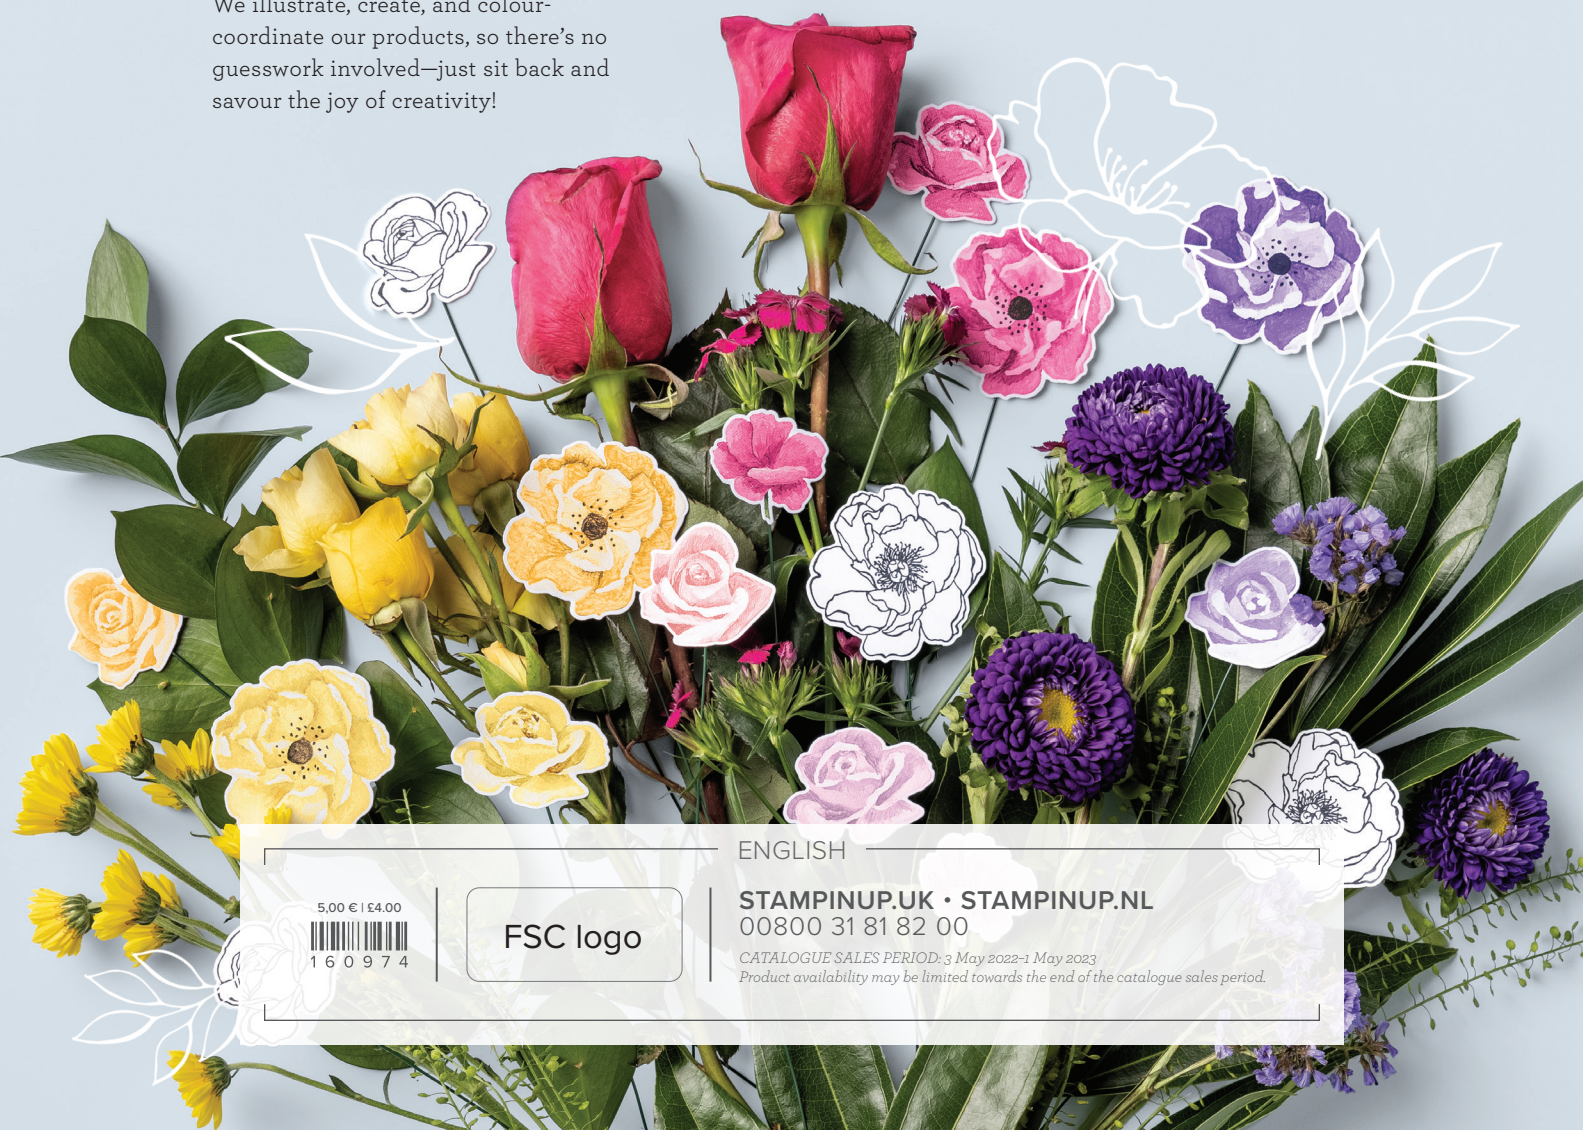 We illustrate, create, and colour-
coordinate our products, so there's no
guesswork involved—just sit back and
savour the joy of creativity!
ENGLISH
5,00 € | £4.00
160974
FSC logo
STAMPINUP.UK • STAMPINUP.NL
00800 31 81 82 00
CATALOGUE SALES PERIOD: 3 May 2022–1 May 2023
Product availability may be limited towards the end of the catalogue sales period.